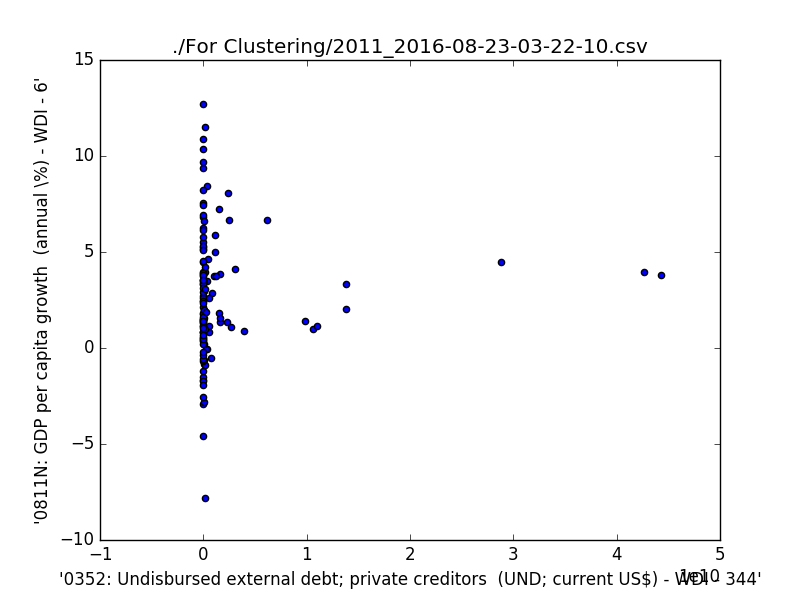 ./For Clustering/2011_2016-08-23-03-22-10.csv
15
10
5
0
−5
−10
'0811N: GDP per capita growth  (annual \%) - WDI - 6'
−1 0 1 2 3 4 5
1e10
'0352: Undisbursed external debt; private creditors  (UND; current US$) - WDI - 344'